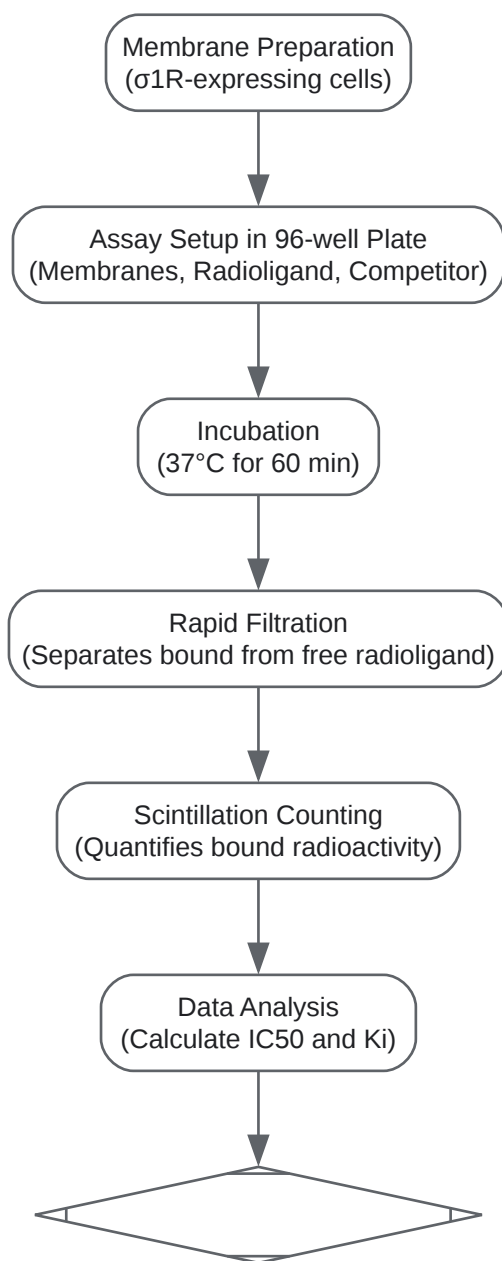 Membrane Preparation
(σ1R-expressing cells)
Assay Setup in 96-well Plate
(Membranes, Radioligand, Competitor)
Incubation
(37°C for 60 min)
Rapid Filtration
(Separates bound from free radioligand)
Scintillation Counting
(Quantifies bound radioactivity)
Data Analysis
(Calculate IC50 and Ki)